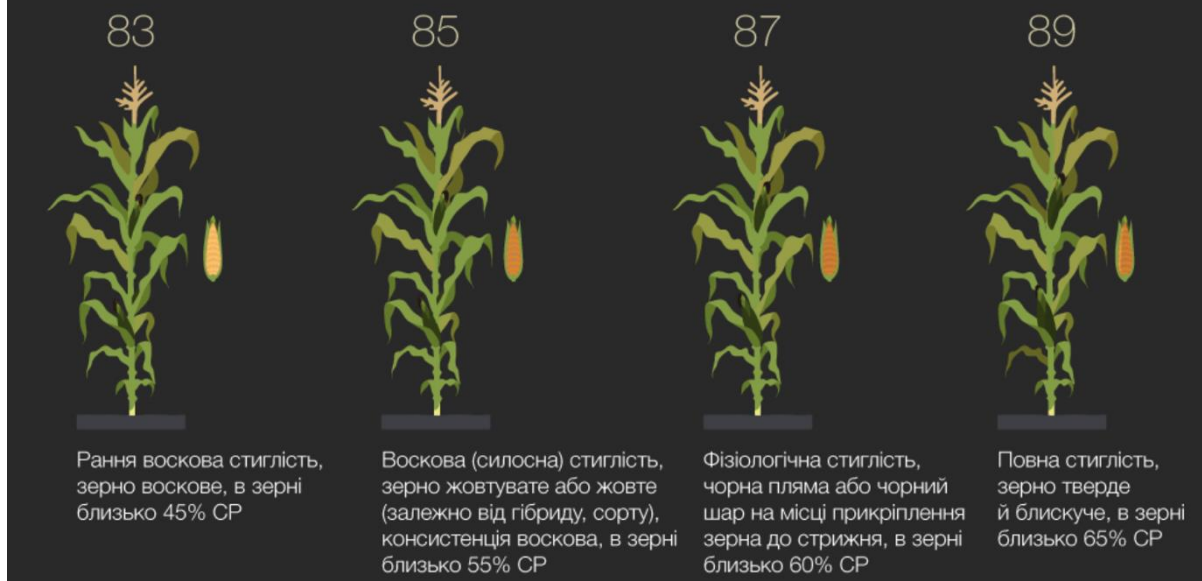 83
Рання воскова стиглість,
зерно воскове, в зерні
близько 45% СР
85
Воскова (силосна) стиглість,
зерно жовтувате або жовте
(залежно від гібриду, сорту),
консистенція воскова, в зерні
близько 55% СР
87
Фізіологічна стиглість,
чорна пляма або чорний
шар на місці прикріплення
зерна до стрижня, в зерні
близько 60% СР
89
Повна стиглість,
зерно тверде
й блискуче, в зерні
близько 65% СР